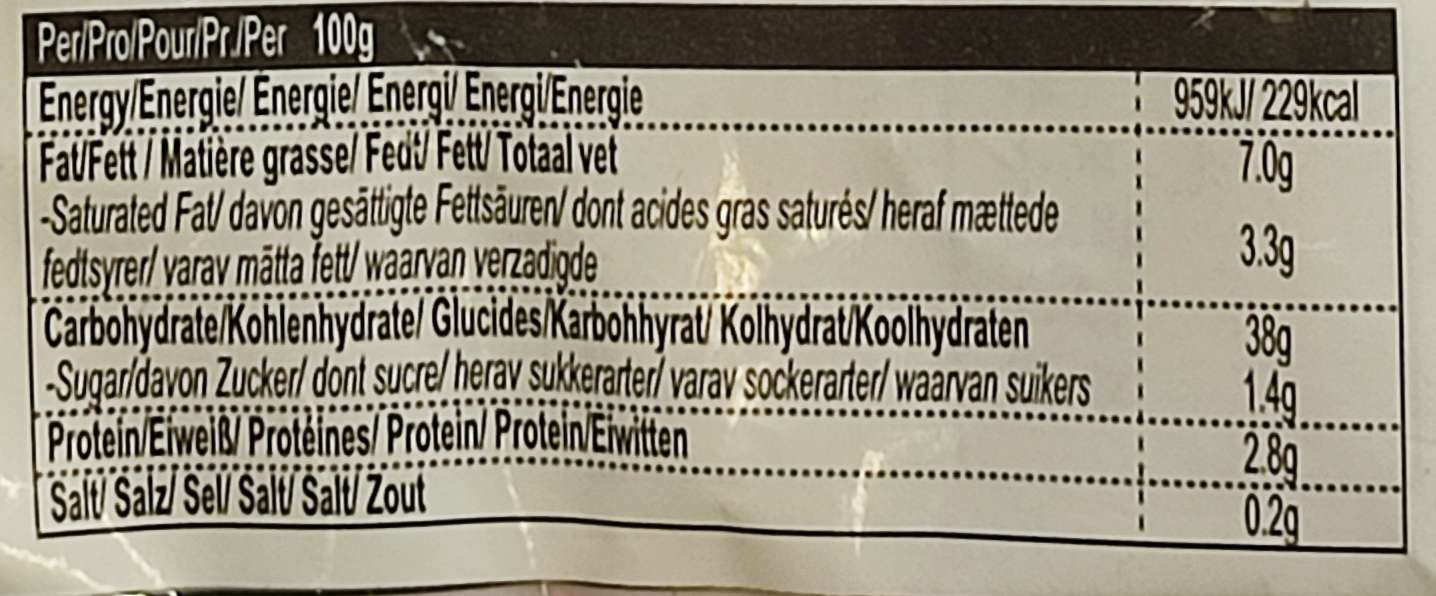 Per/Pro/Pour/Pr./Per 100g
Energy/Energie/ Énergie/ Energi/ Energi/Energie 959kJ/ 229kcal
Fat/Fett / Matière grasse/ Fedt/ Fett/ Totaal vet 7.0g
-Saturated Fat/ davon gesättigte Fettsäuren/ dont acides gras saturés/ heraf mættede
fedtsyrer/ varav mätta fett/ waarvan verzadigde 3.3g
Carbohydrate/Kohlenhydrate/ Glucides/Karbohhyrat/ Kolhydrat/Koolhydraten 38g
-Sugar/davon Zucker/ dont sucre/ herav sukkerarter/ varav sockerarter/ waarvan suikers 1.4g
Protein/Eiweiß/ Protéines/ Protein/ Protein/Eiwitten 2.8g
Salt/ Salz/ Sel/ Salt/ Salt/ Zout 0.2g